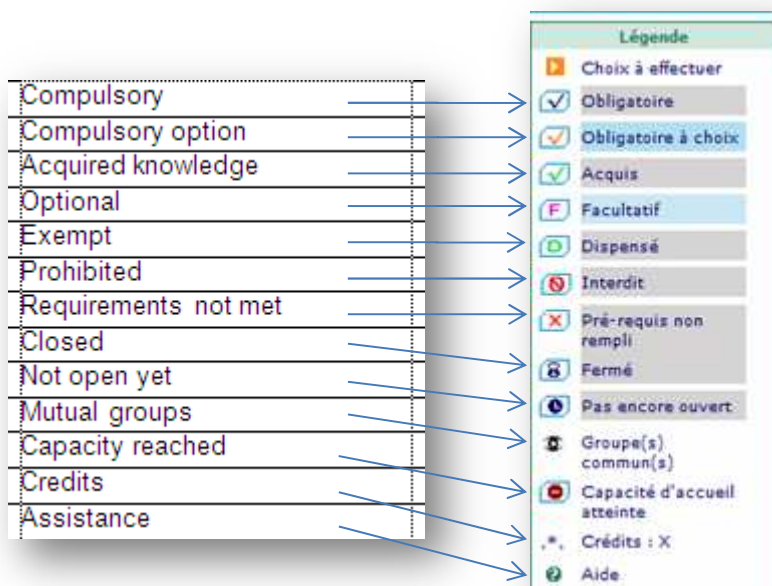 Compulsory
Compulsory option
Acquired knowledge
Optional
Exempt
Prohibited
Requirements not met
Closed
Not open yet
Mutual groups
Capacity reached
Credits
Assistance
Légende
Choix à effectuer
Obligatoire
Obligatoire à choix
Acquis
F Facultatif
D Dispensé
Interdit
Pré-requis non
rempli
Fermé
Pas encore ouvert
Groupe(s)
commun(s)
Capacité d'accueil
atteinte
.*. Crédits : X
? Aide